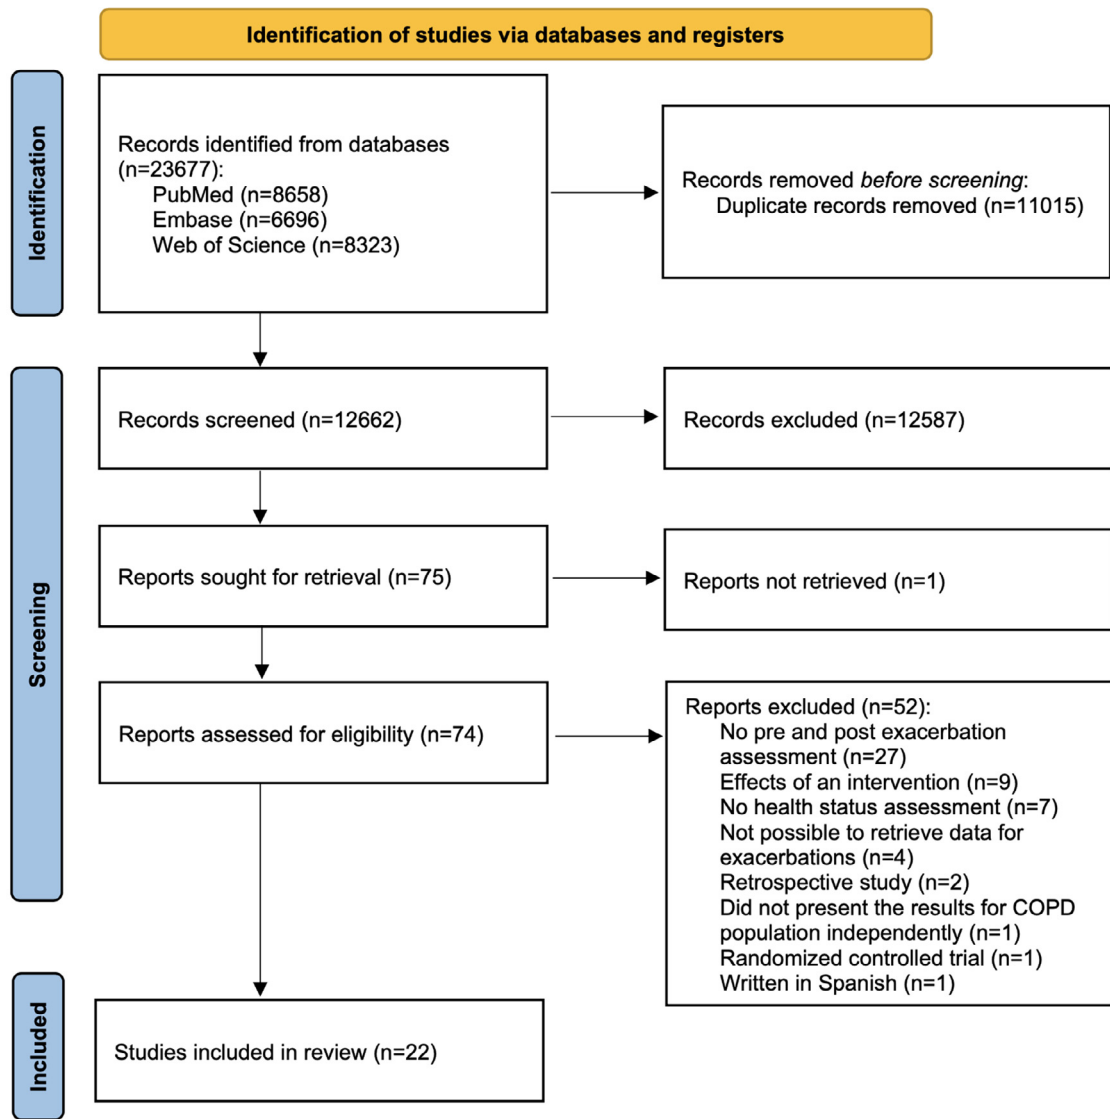 Identification of studies via databases and registers
Identification
Records identified from databases
(n=23677):
PubMed (n=8658)
Embase (n=6696)
Web of Science (n=8323)
Records removed before screening:
Duplicate records removed (n=11015)
Screening
Records screened (n=12662)
Records excluded (n=12587)
Reports sought for retrieval (n=75)
Reports not retrieved (n=1)
Reports assessed for eligibility (n=74)
Reports excluded (n=52):
No pre and post exacerbation
assessment (n=27)
Effects of an intervention (n=9)
No health status assessment (n=7)
Not possible to retrieve data for
exacerbations (n=4)
Retrospective study (n=2)
Did not present the results for COPD
population independently (n=1)
Randomized controlled trial (n=1)
Written in Spanish (n=1)
Included
Studies included in review (n=22)